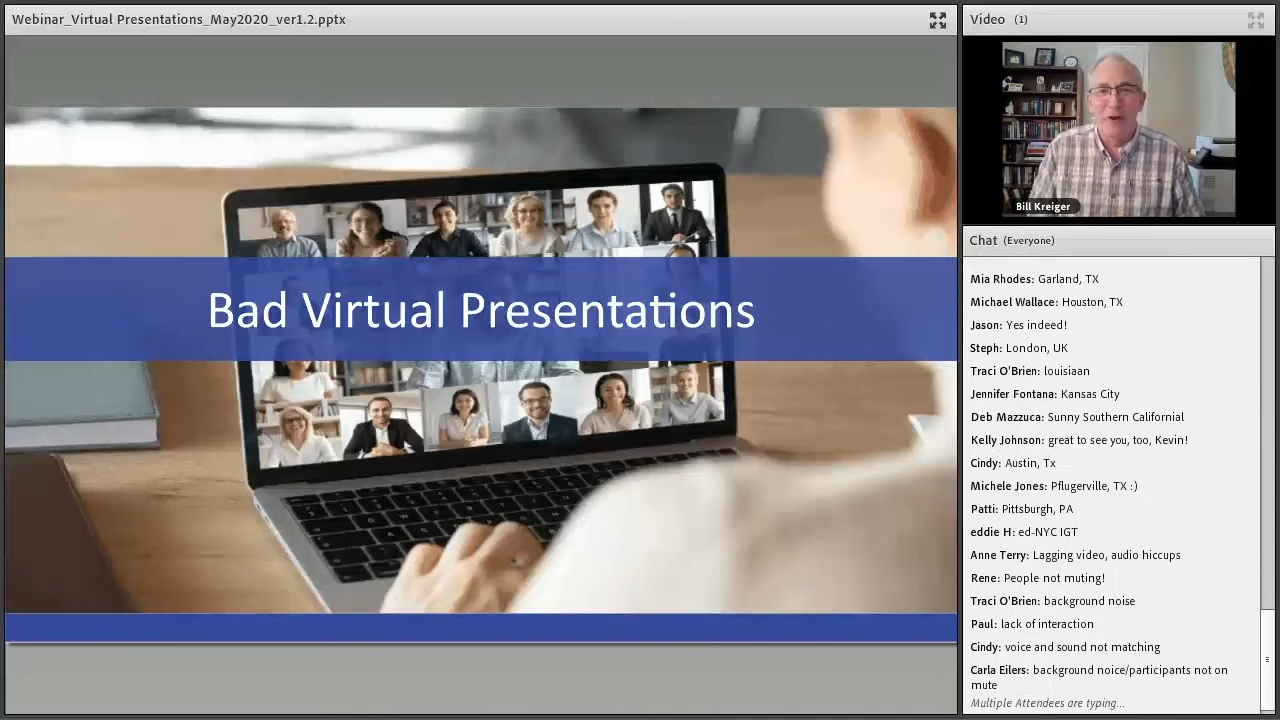 Webinar_Virtual Presentations_May2020_ver1.2.pptx
Bad Virtual Presentations
Video (1)
Bill Kreiger
Chat (Everyone)
Mia Rhodes: Garland, TX
Michael Wallace: Houston, TX
Jason: Yes indeed!
Steph: London, UK
Traci O'Brien: louisiaan
Jennifer Fontana: Kansas City
Deb Mazzuca: Sunny Southern Californial
Kelly Johnson: great to see you, too, Kevin!
Cindy: Austin, Tx
Michele Jones: Pflugerville, TX :)
Patti: Pittsburgh, PA
eddie H: ed-NYC IGT
Anne Terry: Lagging video, audio hiccups
Rene: People not muting!
Traci O'Brien: background noise
Paul: lack of interaction
Cindy: voice and sound not matching
Carla Eilers: background noice/participants not on
mute
Multiple Attendees are typing...